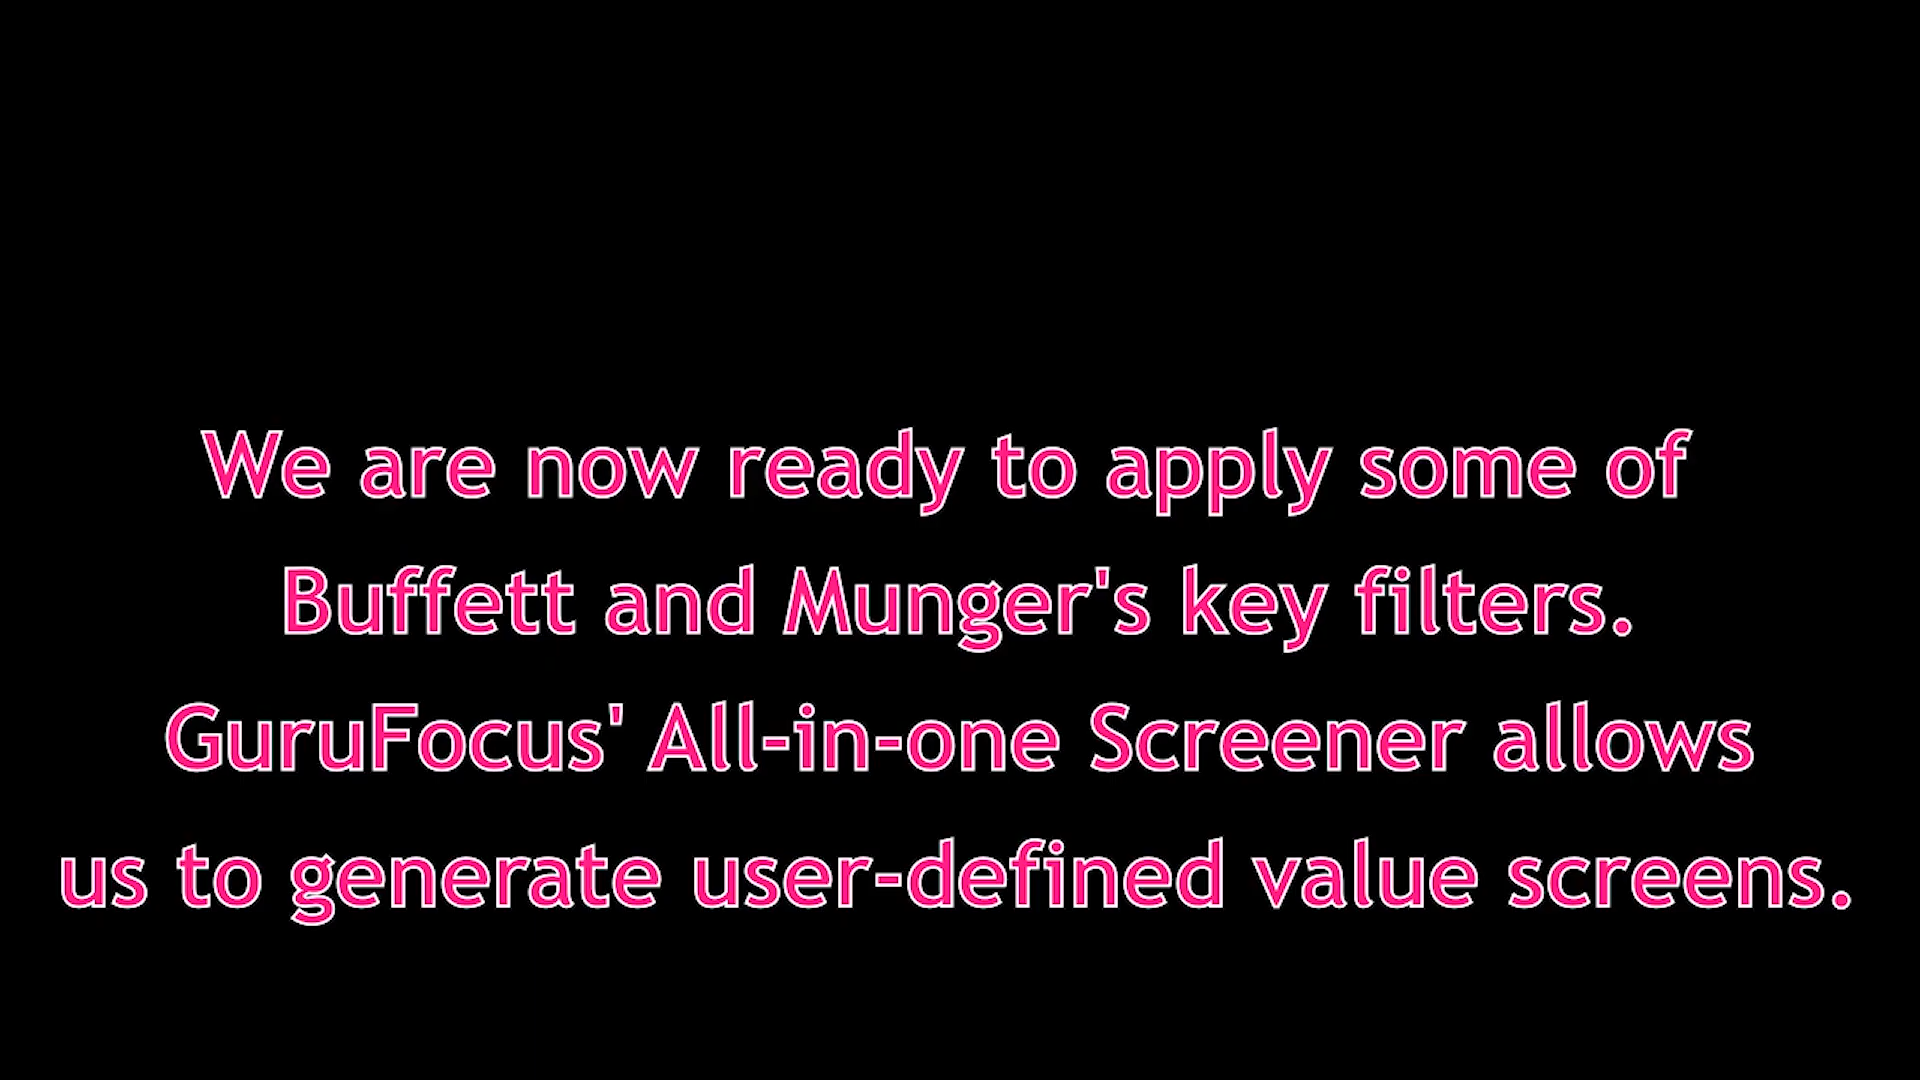 We are now ready to apply some of
Buffett and Munger's key filters.
GuruFocus' All-in-one Screener allows
us to generate user-defined value screens.